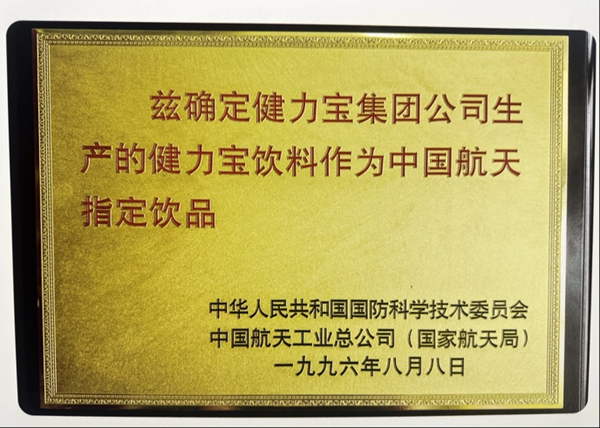 兹确定健力宝集团公司生
产的健力宝饮料作为中国航天
指定饮品
中华人民共和国国防科学技术委员会
中国航天工业总公司（国家航天局）
一九九六年八月八日